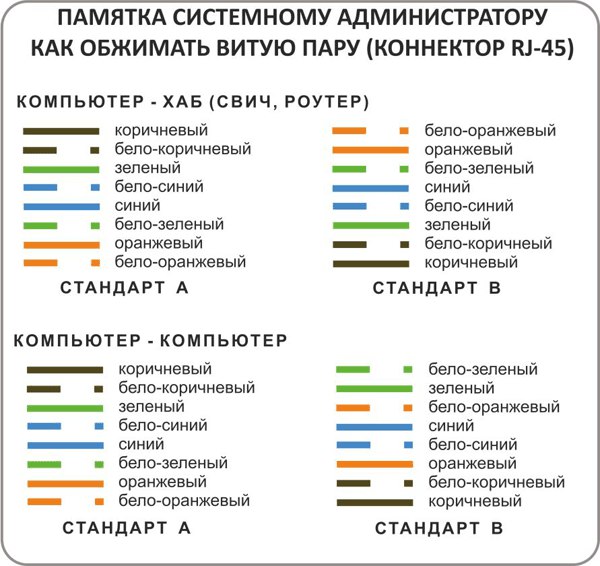 ПАМЯТКА СИСТЕМНОМУ АДМИНИСТРАТОРУ
КАК ОБЖИМАТЬ ВИТУЮ ПАРУ (КОННЕКТОР RJ-45)
КОМПЬЮТЕР - ХАБ (СВИЧ, РОУТЕР)
коричневый
бело-коричневый
зеленый
бело-синий
синий
бело-зеленый
оранжевый
бело-оранжевый
СТАНДАРТ А
бело-оранжевый
оранжевый
бело-зеленый
синий
бело-синий
зеленый
бело-коричнеый
коричневый
СТАНДАРТ В
КОМПЬЮТЕР - КОМПЬЮТЕР
коричневый
бело-коричневый
зеленый
бело-синий
синий
бело-зеленый
оранжевый
бело-оранжевый
СТАНДАРТ А
бело-зеленый
зеленый
бело-оранжевый
синий
бело-синий
оранжевый
бело-коричневый
коричневый
СТАНДАРТ В